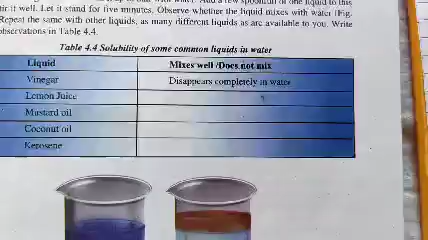 stir it well. Let it stand for five minutes. Observe whether the liquid mixes with water (Fig.
Repeat the same with other liquids, as many different liquids as are available to you. Write
observations in Table 4.4.
Table 4.4 Solubility of some common liquids in water
Liquid Mixes well /Does not mix
Vinegar Disappears completely in water
Lemon Juice
Mustard oil
Coconut oil
Kerosene